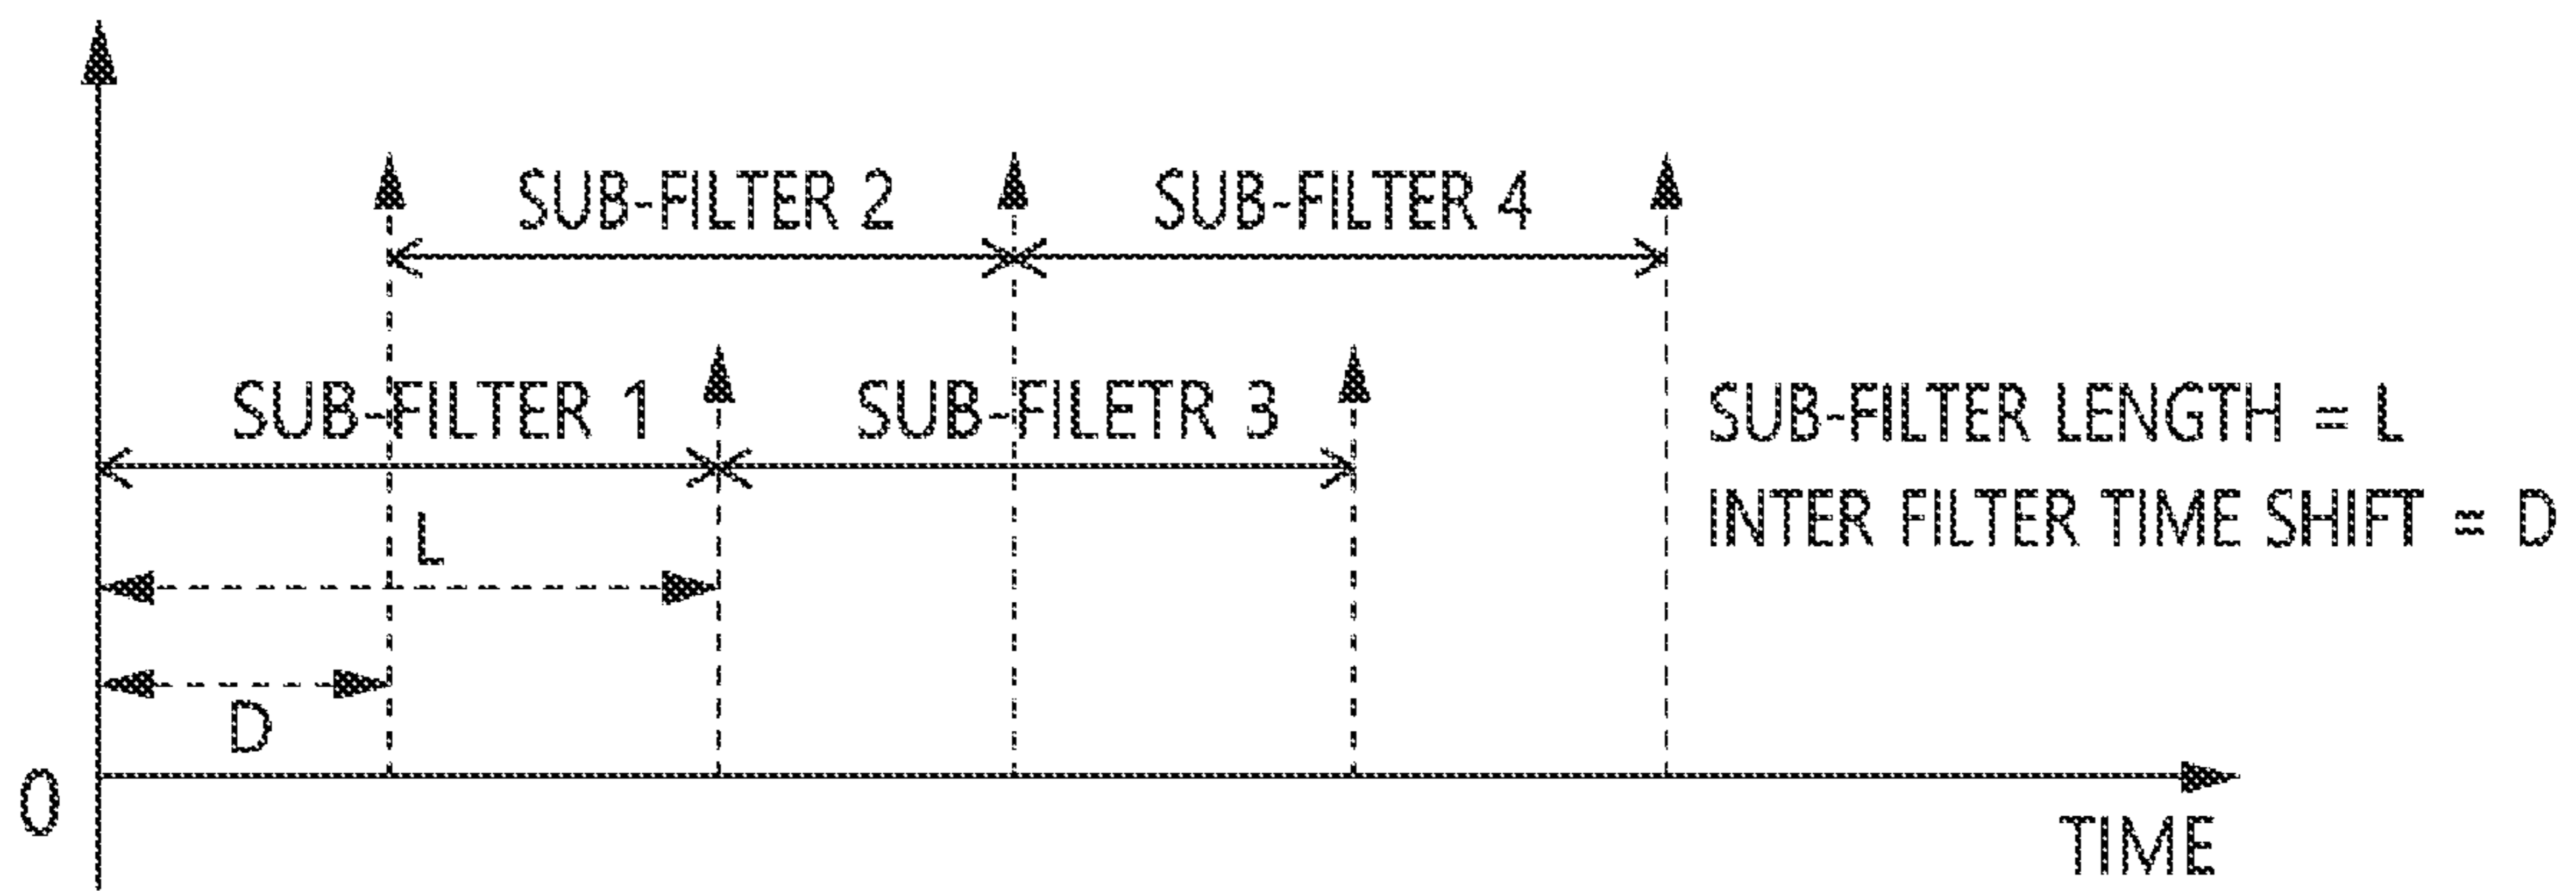 SUB-FILTER 2
SUB-FILTER 4
SUB-FILTER 1
SUB-FILETR 3
SUB-FILTER LENGTH = L
INTER FILTER TIME SHIFT = D
L
D
0
TIME